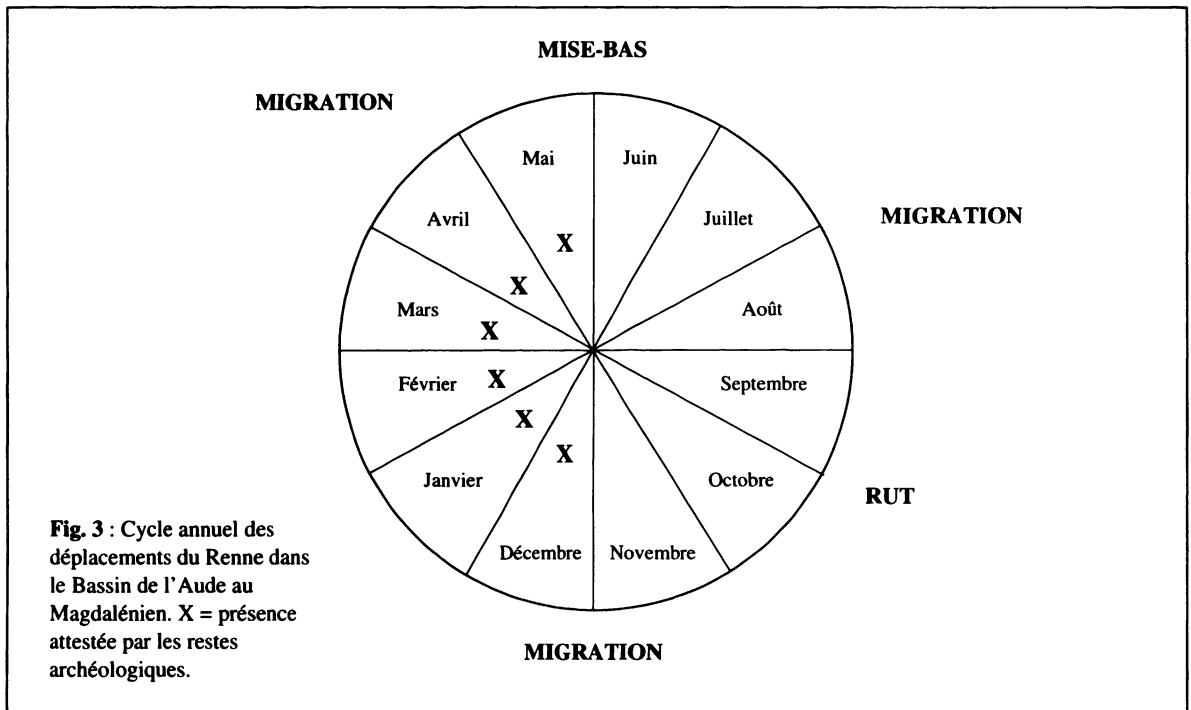 MISE-BAS
MIGRATION
Mai
Juin
Avril
Juillet
MIGRATION
X
X
Mars
Août
X
Février
X
Septembre
X
X
Janvier
Octobre
RUT
Décembre
Novembre
Fig. 3 : Cycle annuel des
déplacements du Renne dans
le Bassin de l'Aude au
Magdalénien. X = présence
attestée par les restes
archéologiques.
MIGRATION